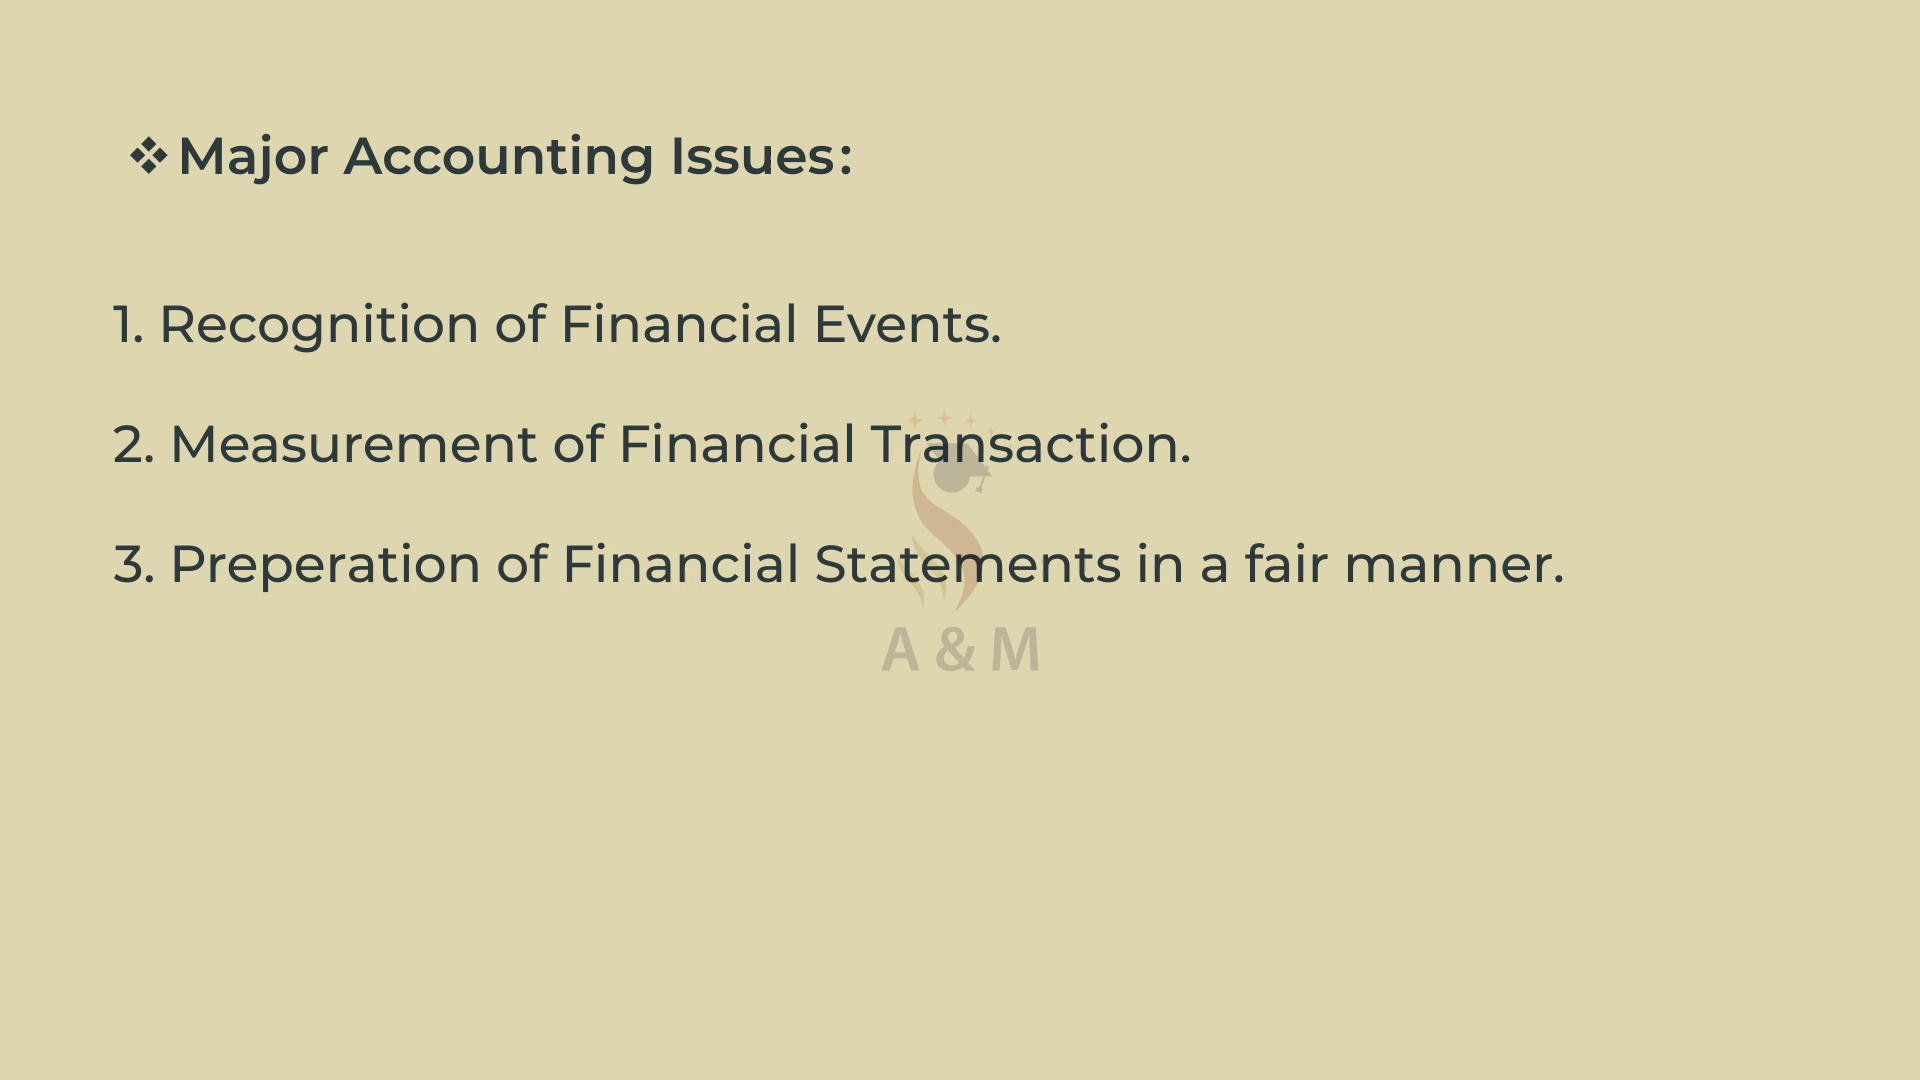 ❖ Major Accounting Issues:
1. Recognition of Financial Events.
2. Measurement of Financial Transaction.
3. Preperation of Financial Statements in a fair manner.
A & M